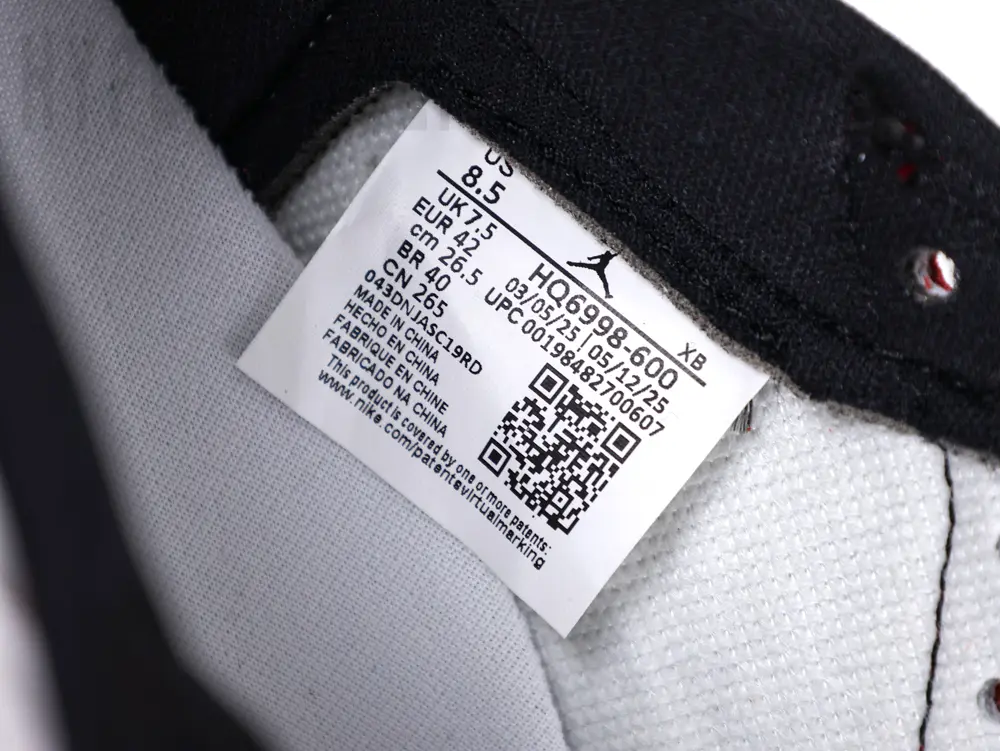 US
8.5
UK 7.5
EUR 42
cm 26.5
BR 40
CN 265
043DNJASC19RD
MADE IN CHINA
HECHO EN CHINA
FABRIQUE EN CHINE
FABRICADO NA CHINA
This product is covered by one or more patents:
www.nike.com/patentsvirtualmarking
XB
HQ6998-600
03/05/25 | 05/12/25
UPC 00198482700607